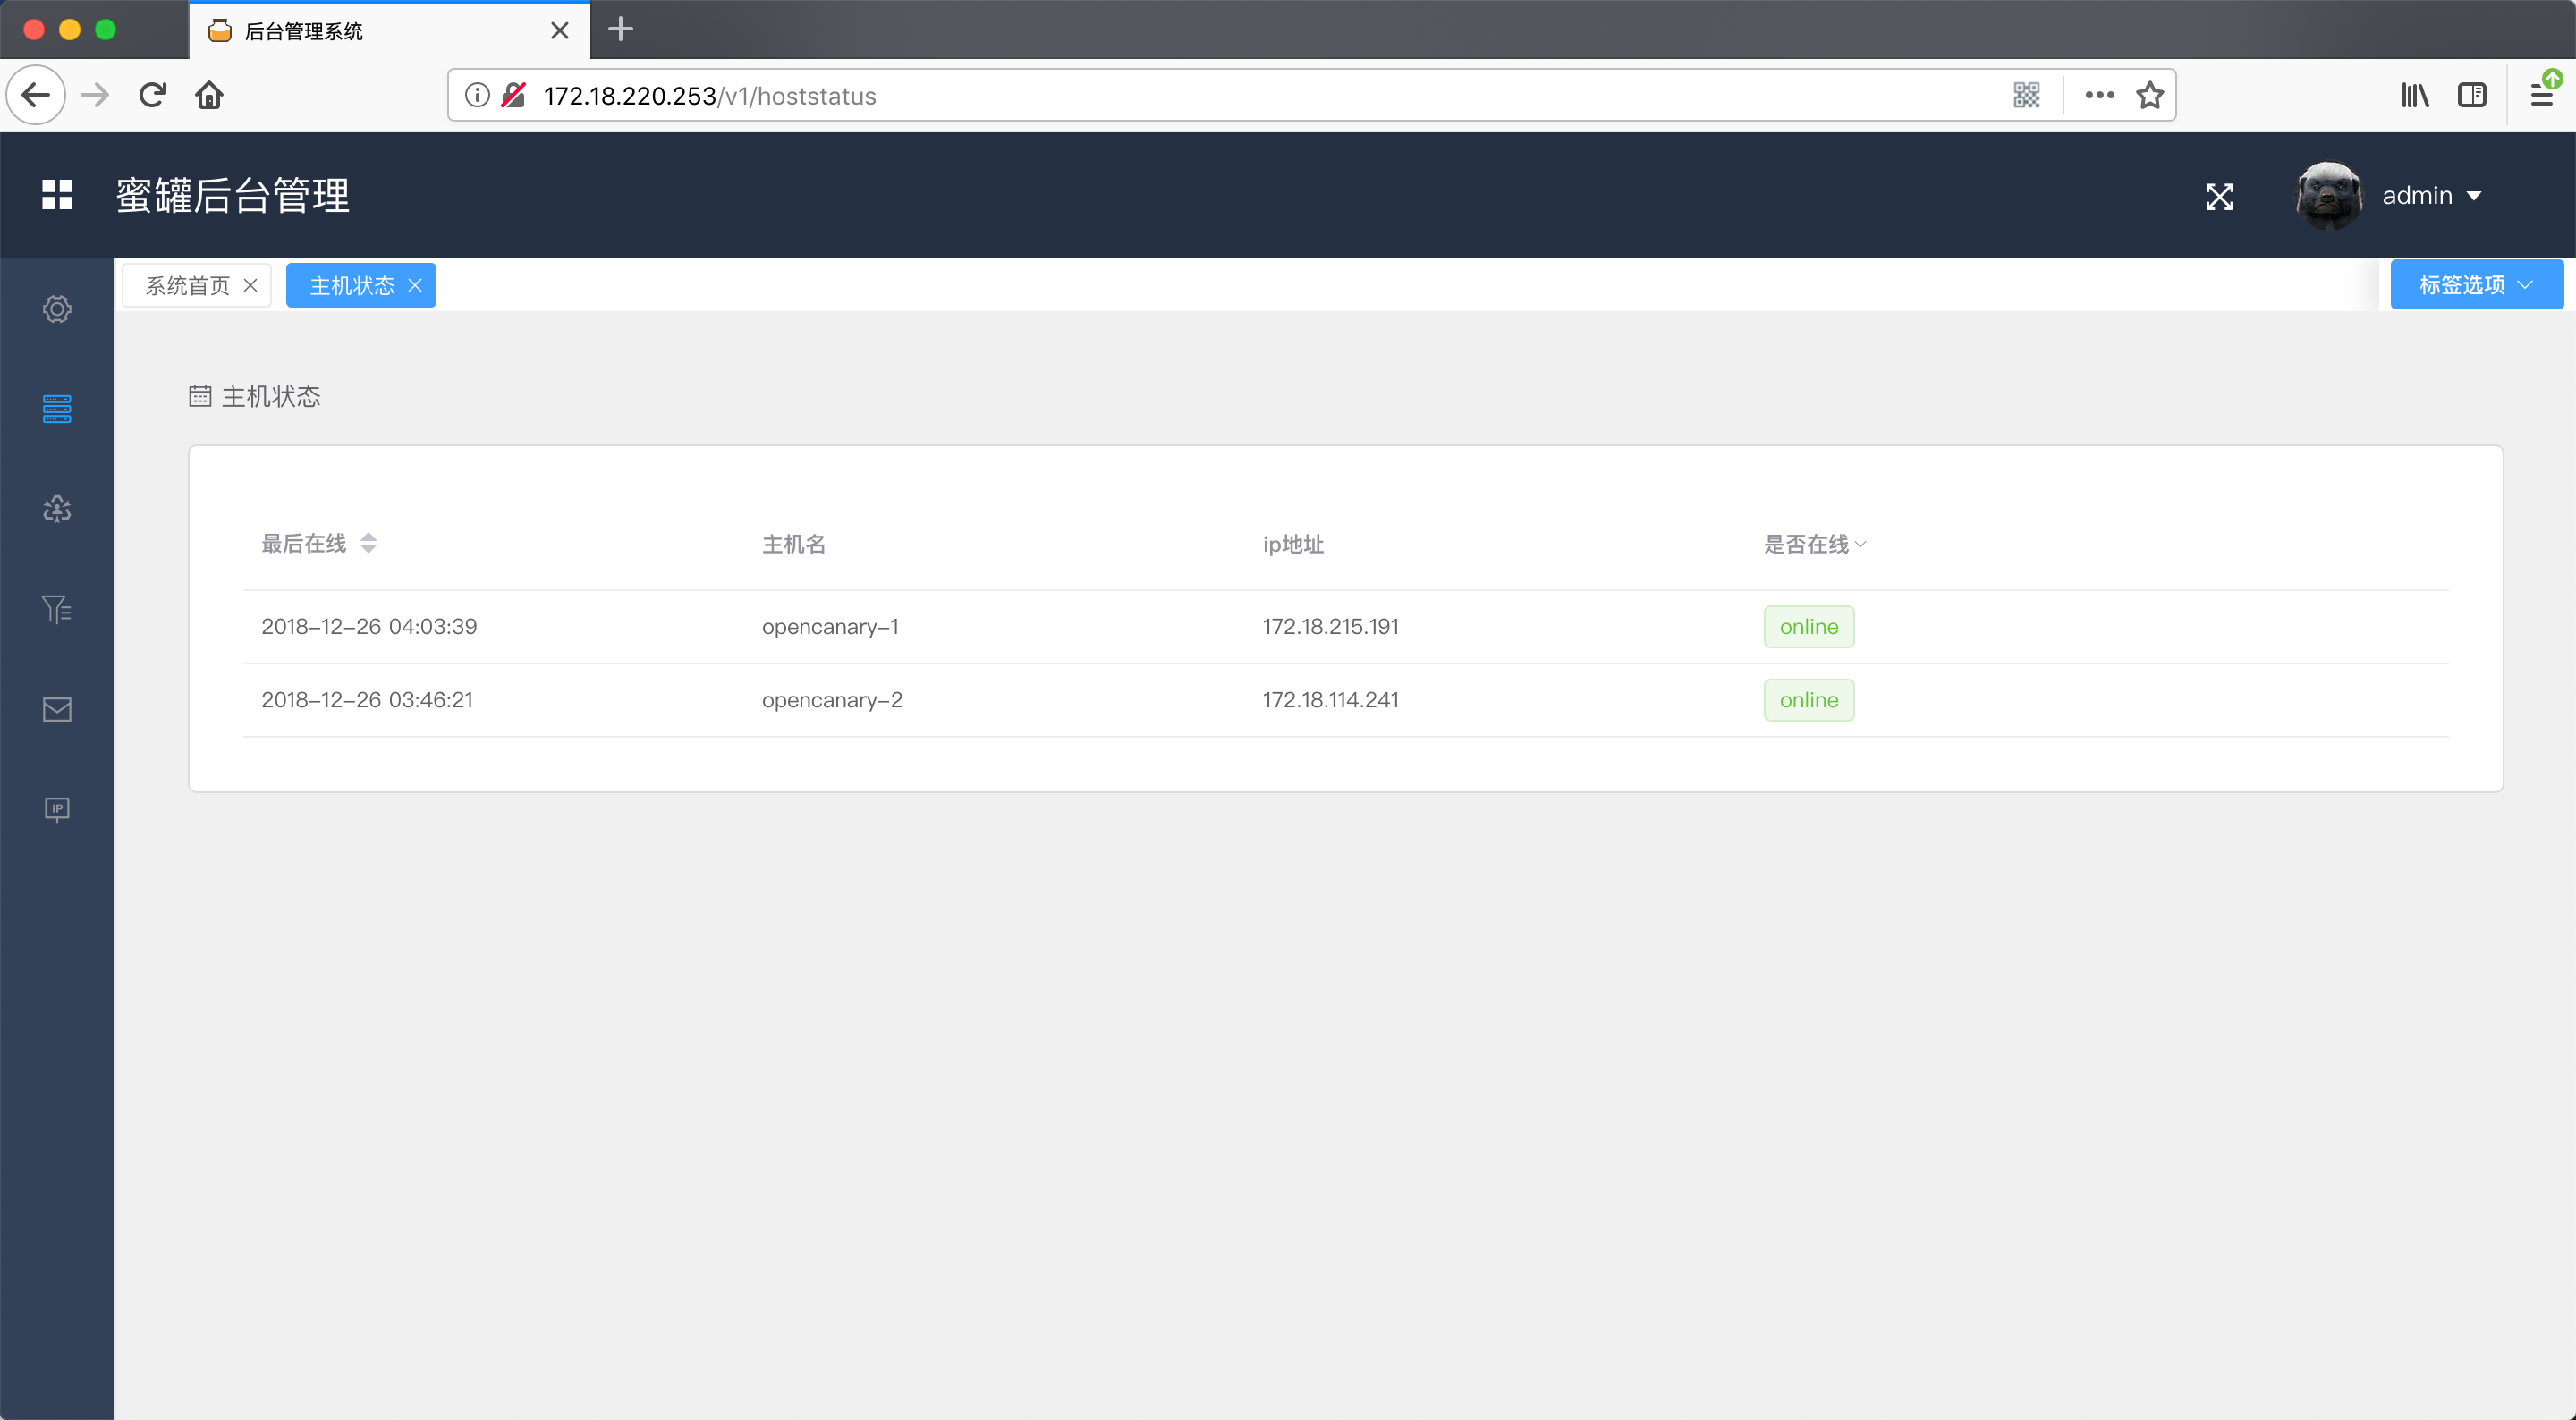 后台管理系统
172.18.220.253/v1/hoststatus
蜜罐后台管理
admin
系统首页
主机状态
标签选项
主机状态
最后在线 主机名 ip地址 是否在线
2018-12-26 04:03:39 opencanary-1 172.18.215.191 online
2018-12-26 03:46:21 opencanary-2 172.18.114.241 online
IP